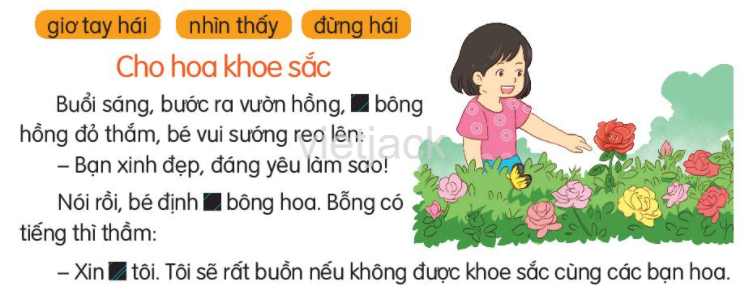 giơ tay hái nhìn thấy đừng hái
Cho hoa khoe sắc
Buổi sáng, bước ra vườn hồng, bông
hồng đỏ thắm, bé vui sướng reo lên:
– Bạn xinh đẹp, đáng yêu làm sao!
Nói rồi, bé định bông hoa. Bỗng có
tiếng thì thầm:
– Xin tôi. Tôi sẽ rất buồn nếu không được khoe sắc cùng các bạn hoa.
vietjack